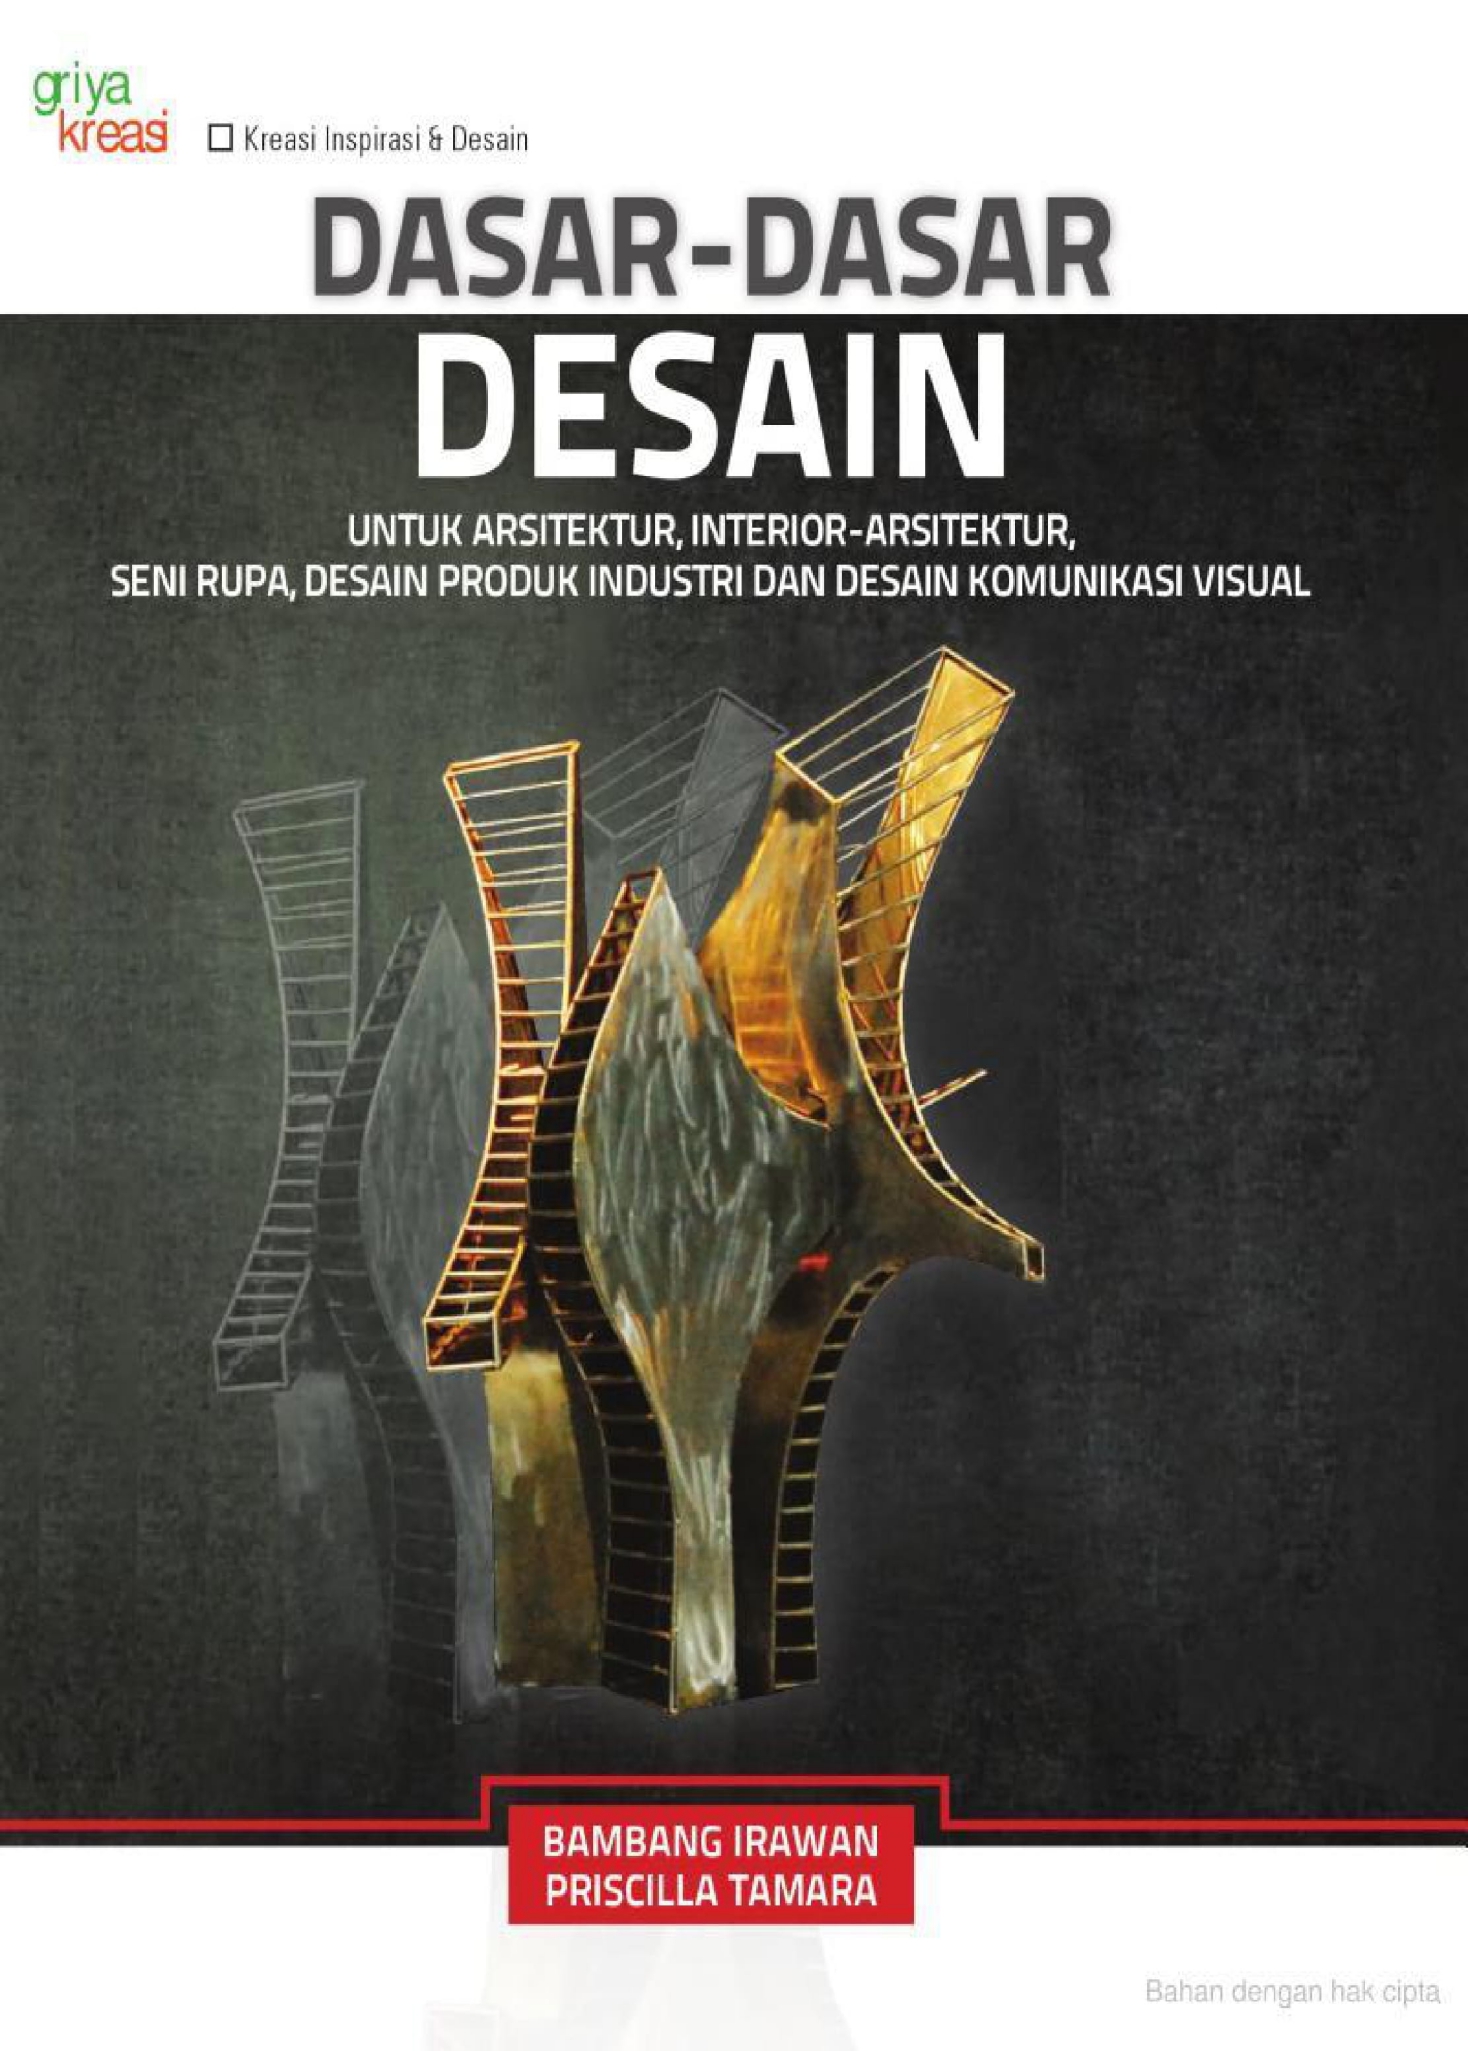 griya
kreasi
Kreasi Inspirasi & Desain
DASAR-DASAR
DESAIN
UNTUK ARSITEKTUR, INTERIOR-ARSITEKTUR,
SENI RUPA, DESAIN PRODUK INDUSTRI DAN DESAIN KOMUNIKASI VISUAL
BAMBANG IRAWAN
PRISCILLA TAMARA
Bahan dengan hak cipta